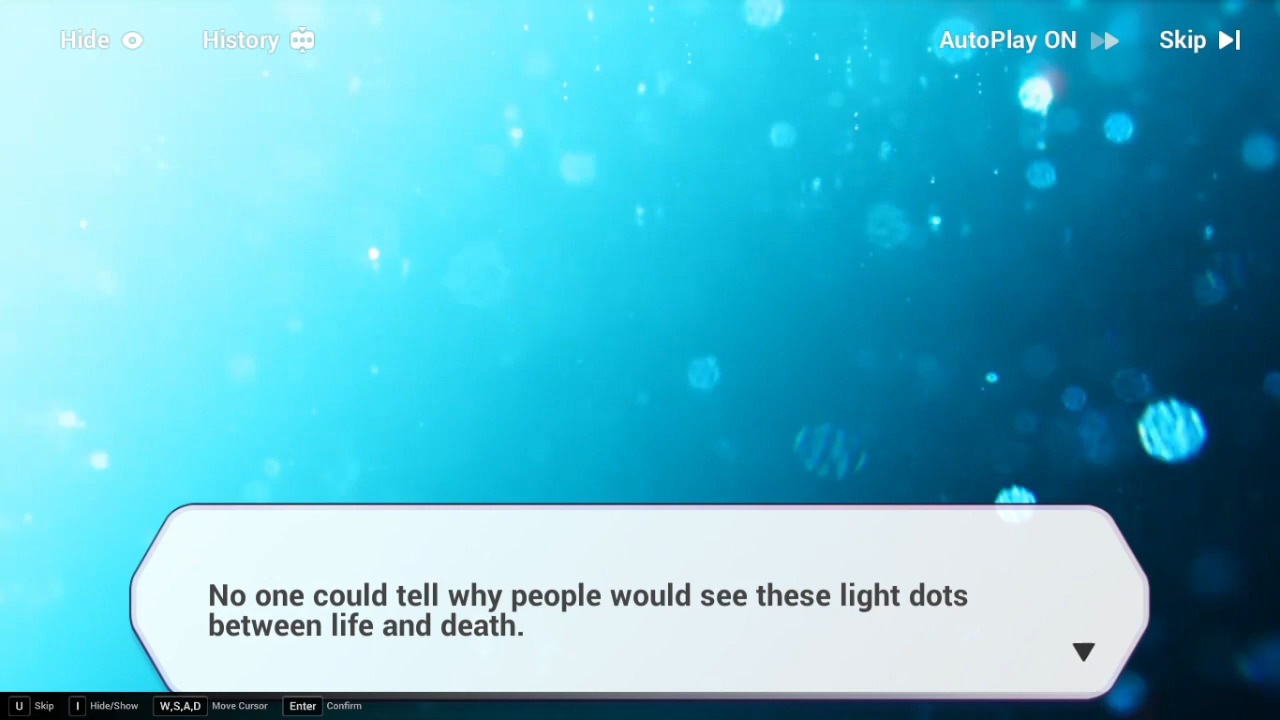 Hide
History
AutoPlay ON
Skip
No one could tell why people would see these light dots
between life and death.
U Skip I Hide/Show W,S,A,D Move Cursor Enter Confirm